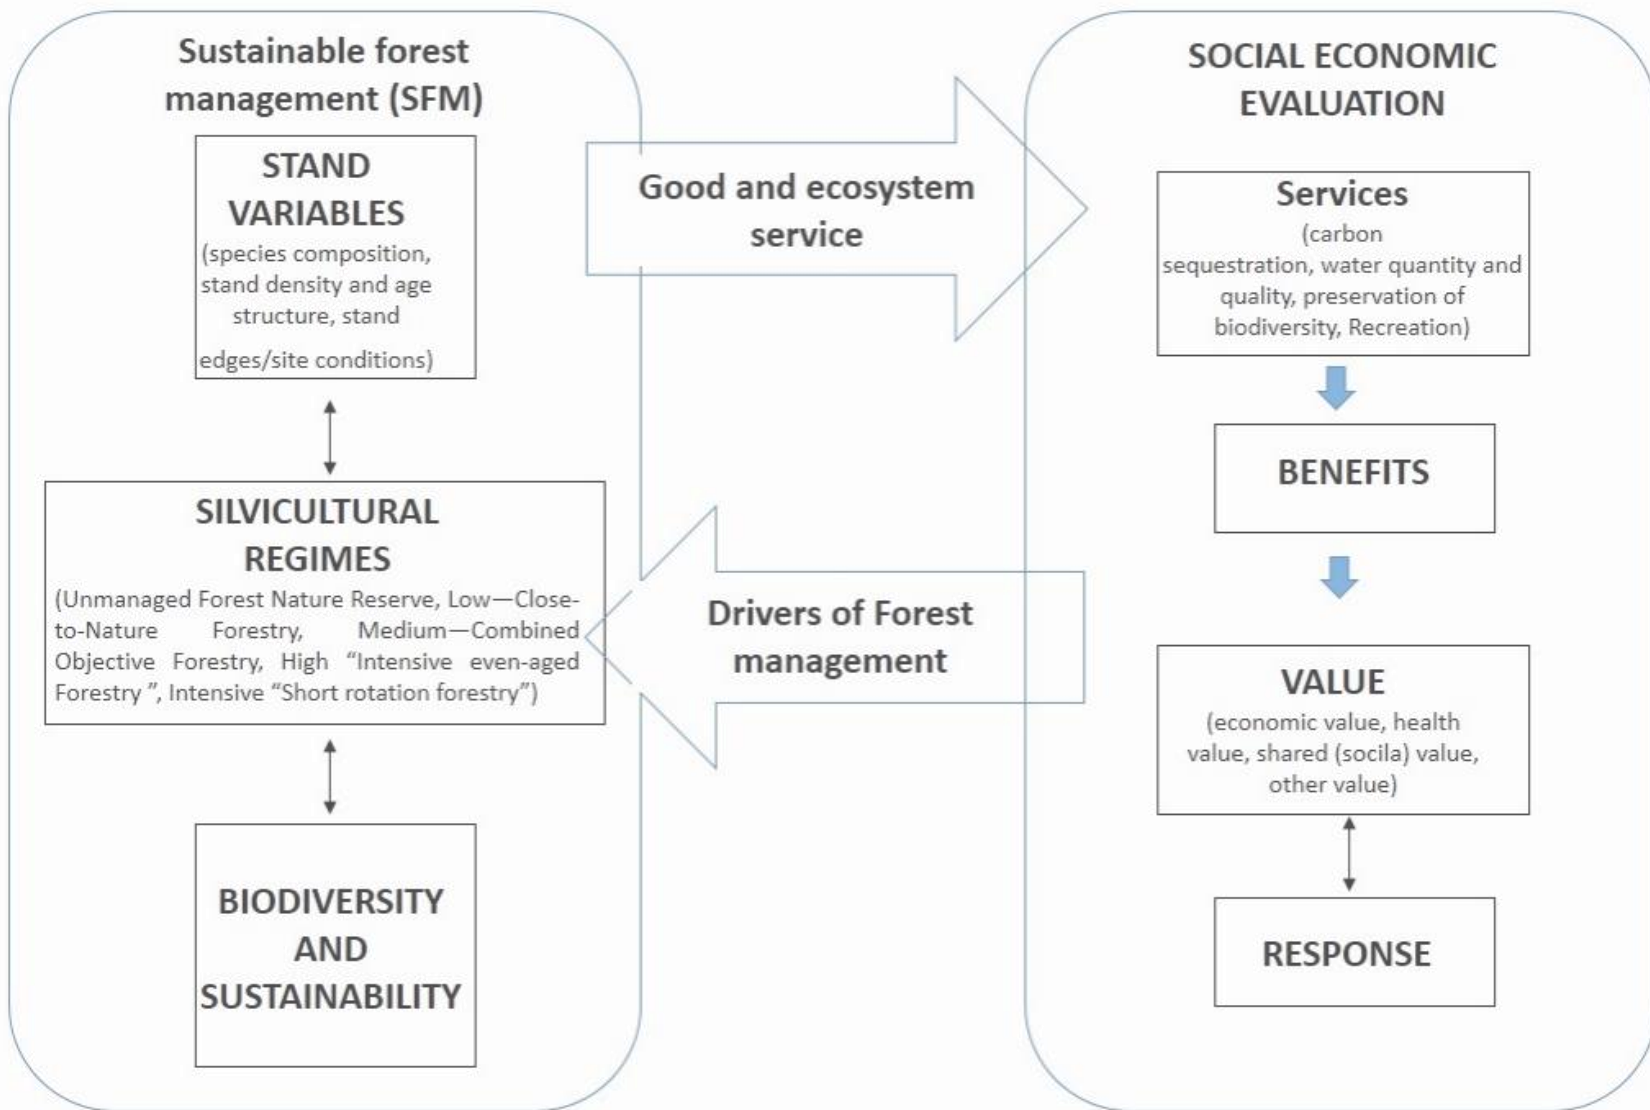 Sustainable forest
management (SFM)
STAND
VARIABLES
(species composition,
stand density and age
structure, stand
edges/site conditions)
SILVICULTURAL
REGIMES
(Unmanaged Forest Nature Reserve, Low—Close-
to-Nature Forestry, Medium—Combined
Objective Forestry, High “Intensive even-aged
Forestry ”, Intensive “Short rotation forestry”)
BIODIVERSITY
AND
SUSTAINABILITY
Good and ecosystem
service
Drivers of Forest
management
SOCIAL ECONOMIC
EVALUATION
Services
(carbon
sequestration, water quantity and
quality, preservation of
biodiversity, Recreation)
BENEFITS
VALUE
(economic value, health
value, shared (socila) value,
other value)
RESPONSE